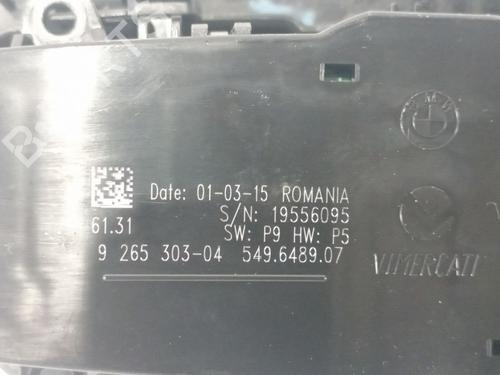 BMW
Date: 01-03-15 ROMANIA
61.31 S/N: 19556095
SW: P9 HW: P5
9 265 303-04 549.6489.07
VIMERCATI